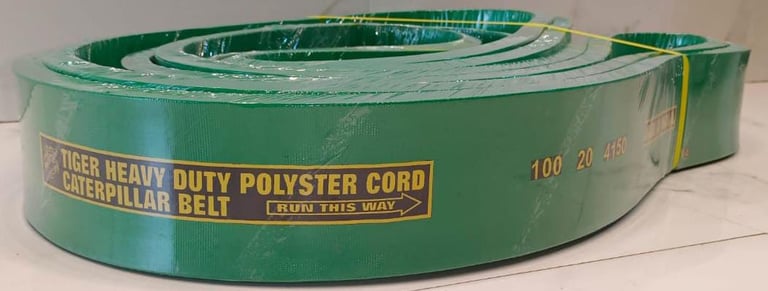 TIGER HEAVY DUTY POLYSTER CORD
CATERPILLAR BELT
RUN THIS WAY
100 20 4150